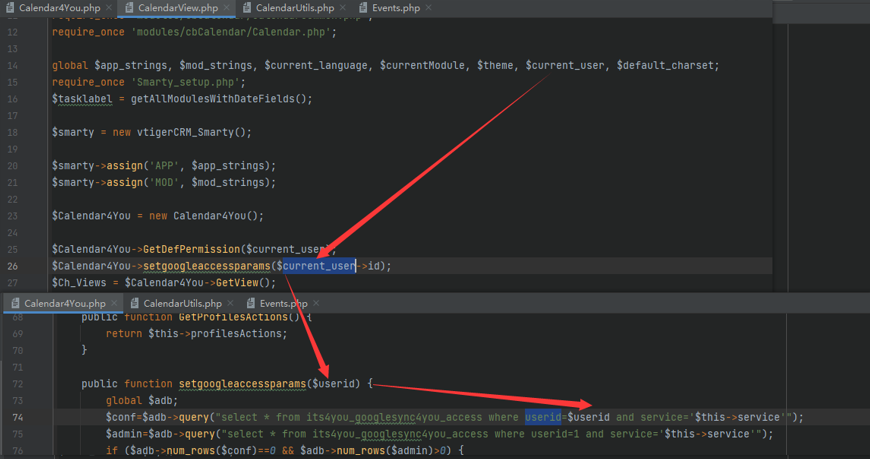 Calendar4You.php × CalendarView.php × CalendarUtils.php × Events.php ×
12 require_once 'modules/cbCalendar/Calendar.php';
13
14 global $app_strings, $mod_strings, $current_language, $currentModule, $theme, $current_user, $default_charset;
15 require_once 'Smarty_setup.php';
16 $tasklabel = getAllModulesWithDateFields();
17
18 $smarty = new vtigerCRM_Smarty();
19
20 $smarty->assign('APP', $app_strings);
21 $smarty->assign('MOD', $mod_strings);
22
23 $Calendar4You = new Calendar4You();
24
25 $Calendar4You->GetDefPermission($current_user);
26 $Calendar4You->setgoogleaccessparams($current_user->id);
27 $Ch_Views = $Calendar4You->GetView();
Calendar4You.php × CalendarUtils.php × Events.php ×
68 public function GetProfilesActions() {
69 return $this->profilesActions;
70 }
71
72 public function setgoogleaccessparams($userid) {
73 global $adb;
74 $conf=$adb->query("select * from its4you_googlesync4you_access where userid=$userid and service='$this->service'");
75 $admin=$adb->query("select * from its4you_googlesync4you_access where userid=1 and service='$this->service'");
76 if ($adb->num_rows($conf)==0 && $adb->num_rows($admin)>0) {